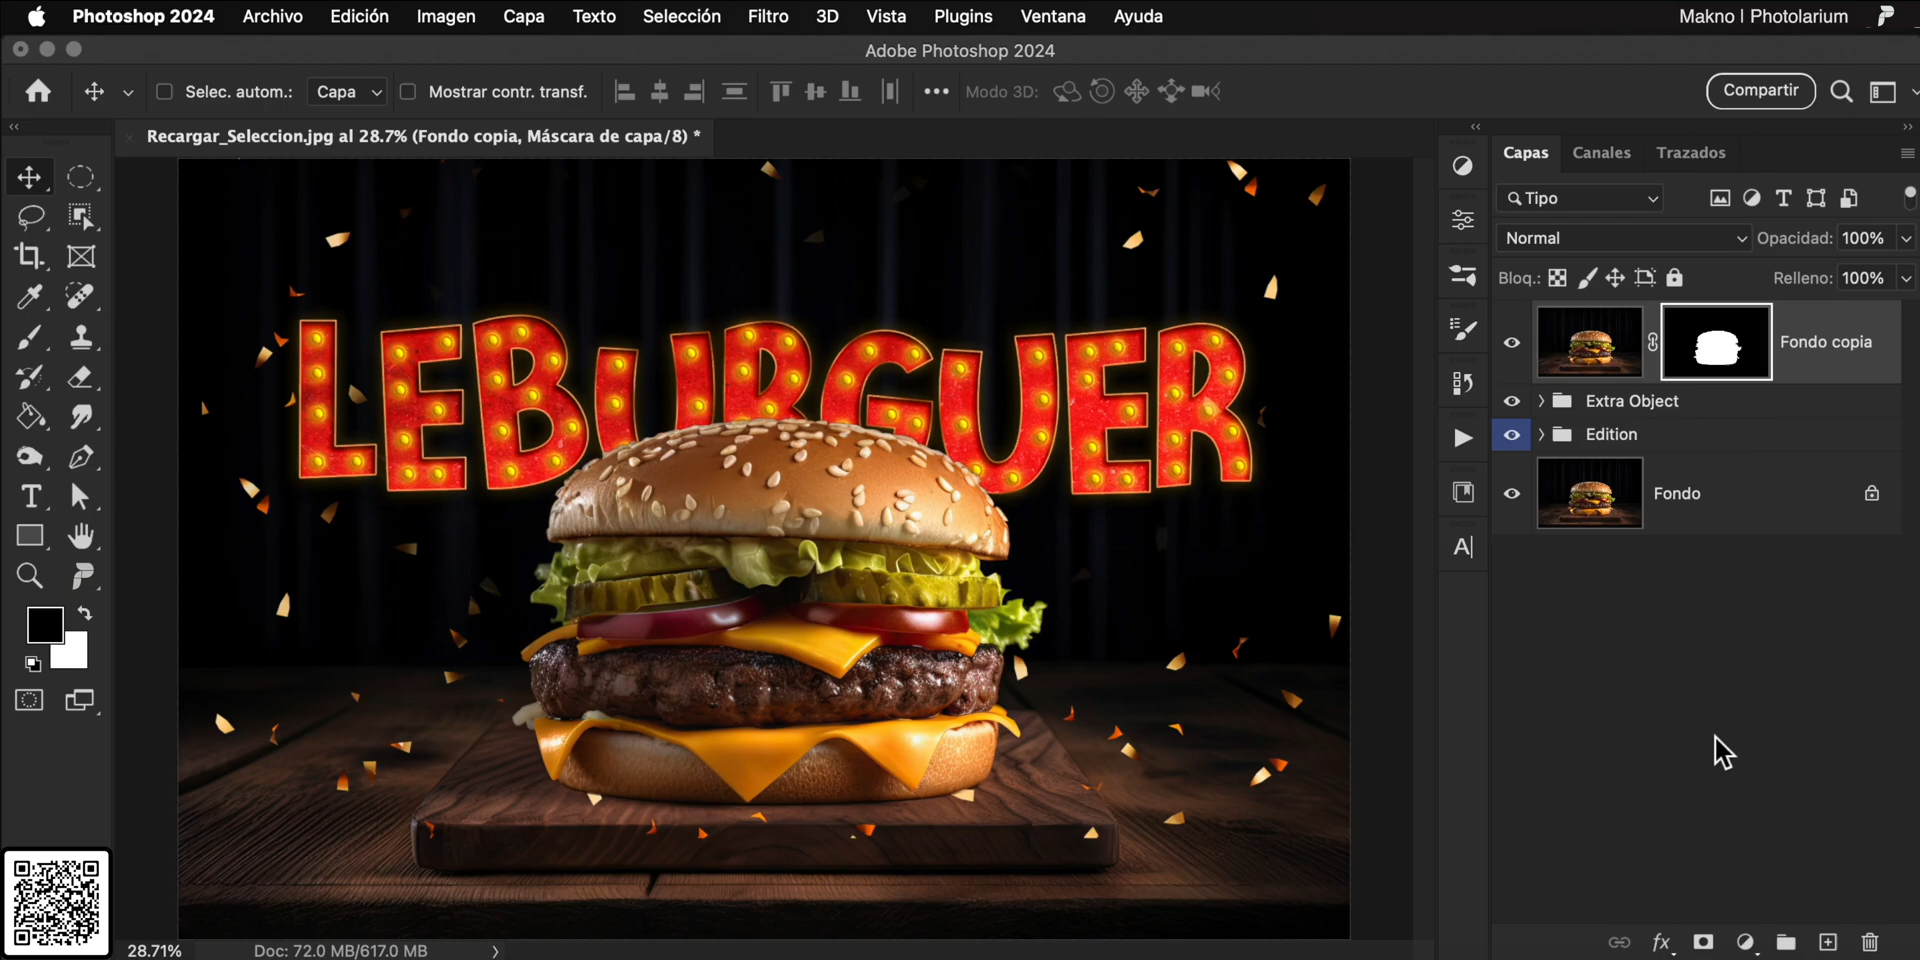 Photoshop 2024 Archivo Edición Imagen Capa Texto Selección Filtro 3D Vista Plugins Ventana Ayuda Makno | Photolarium
Adobe Photoshop 2024
Selec. autom.: Capa Mostrar contr. transf. Modo 3D: Compartir
Recargar_Seleccion.jpg al 28.7% (Fondo copia, Máscara de capa/8) *
Capas Canales Trazados
Tipo
Normal Opacidad: 100%
Bloq.: Relleno: 100%
Fondo copia
Extra Object
Edition
Fondo
LEBURGUER
28.71% Doc: 72.0 MB/617.0 MB